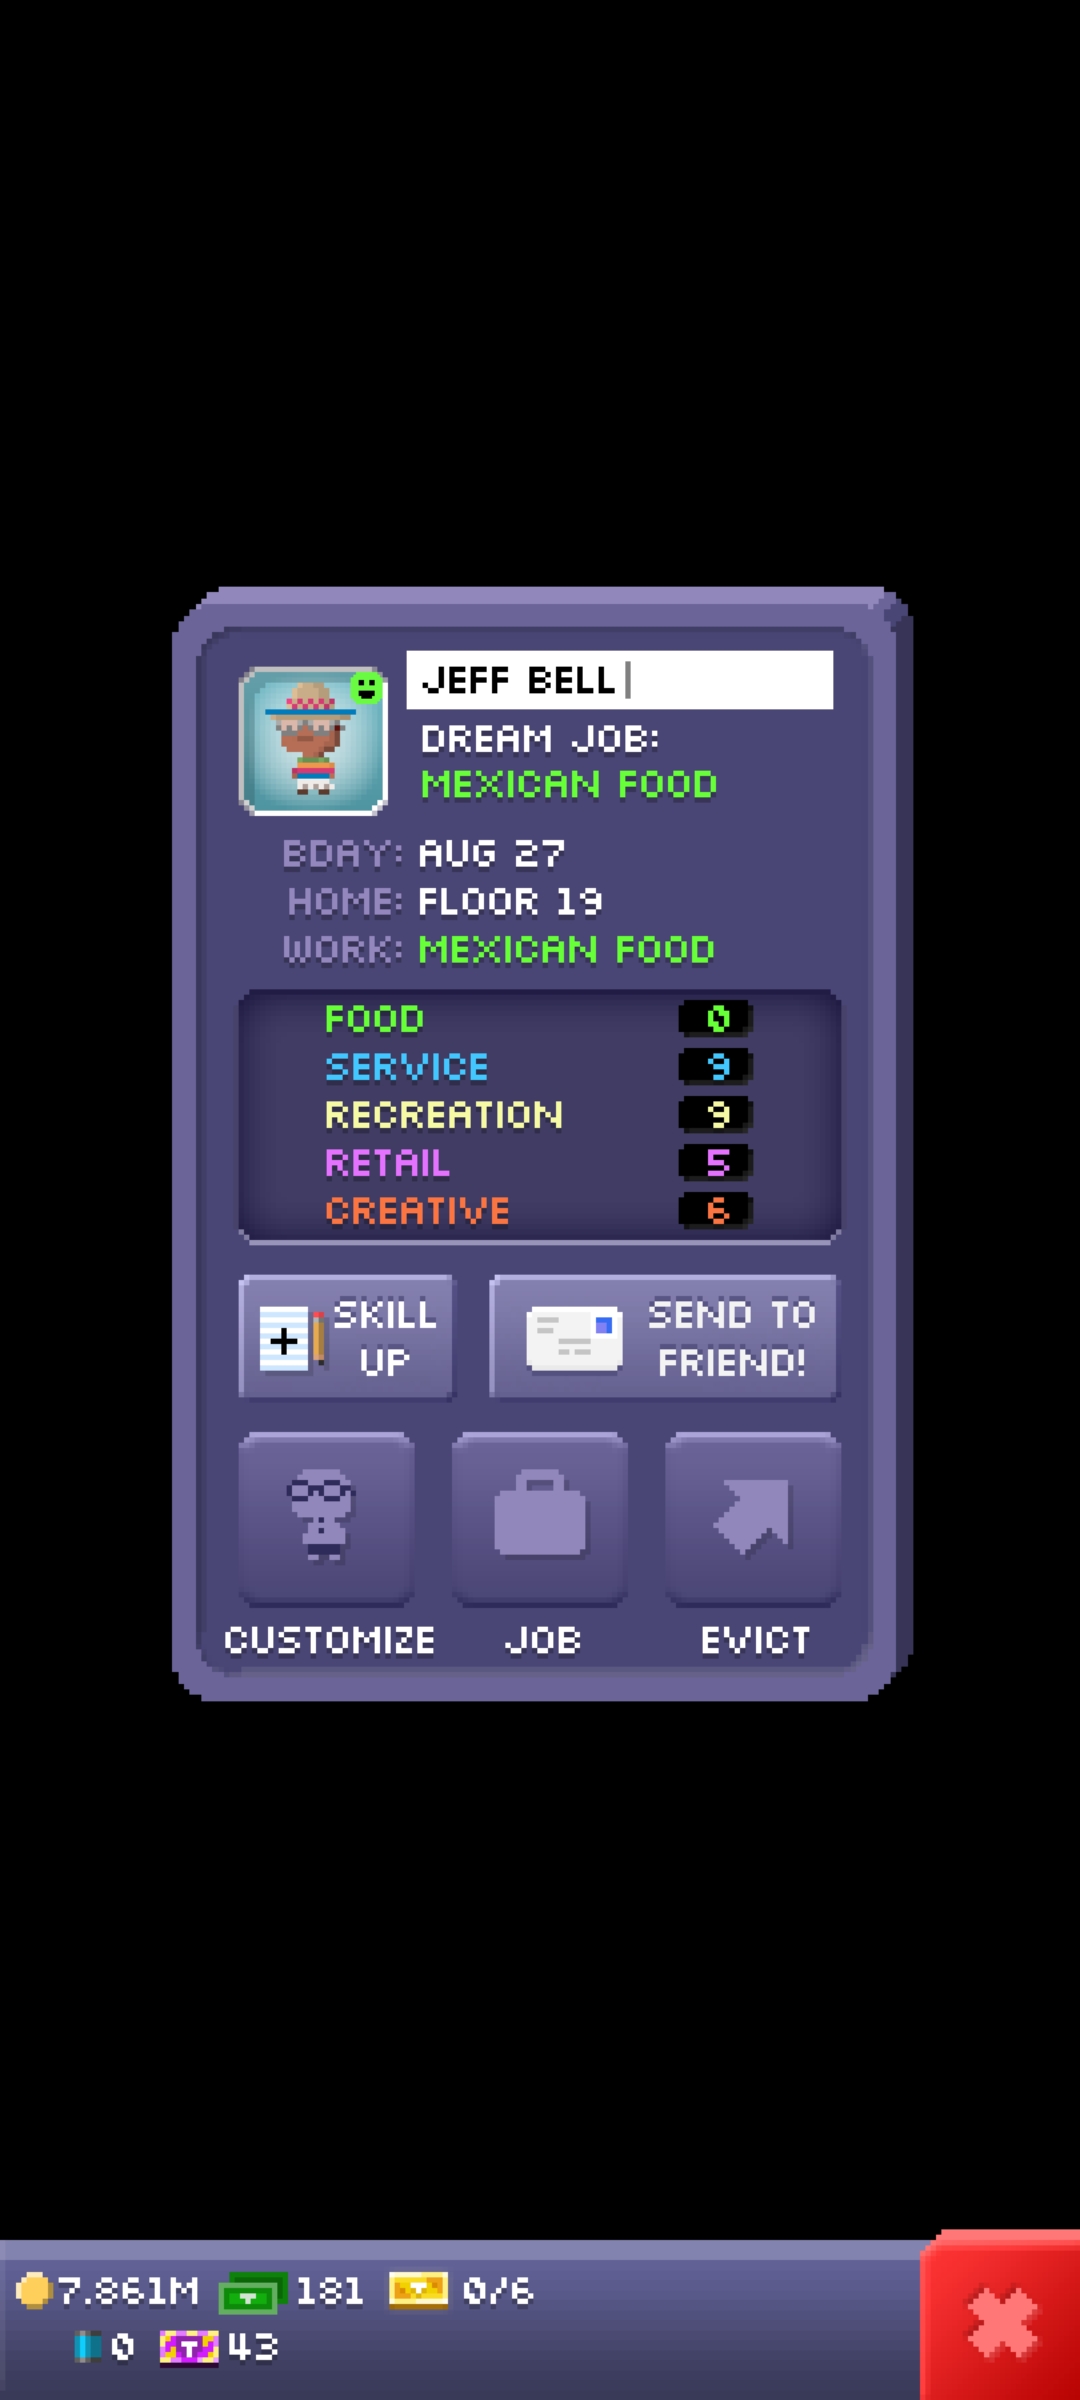 JEFF BELL
DREAM JOB:
MEXICAN FOOD
BDAY: AUG 27
HOME: FLOOR 19
WORK: MEXICAN FOOD
FOOD 0
SERVICE 9
RECREATION 9
RETAIL 5
CREATIVE 6
SKILL UP
SEND TO FRIEND!
CUSTOMIZE JOB EVICT
7.861M 181 0/6
0 T 43